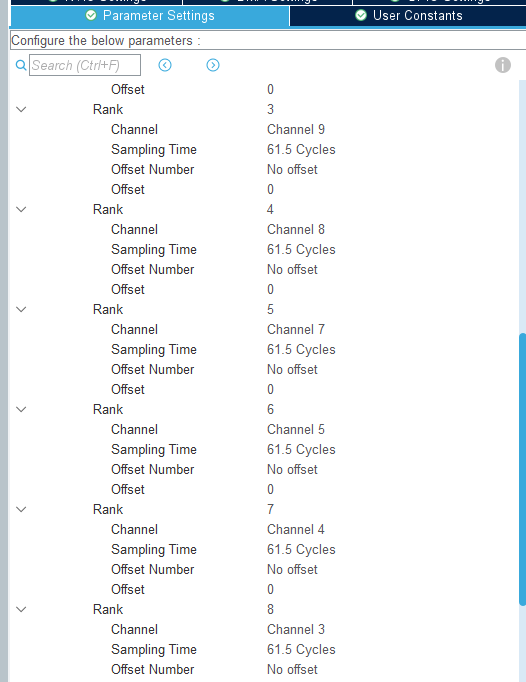 Parameter Settings
User Constants
Configure the below parameters :
Search (Ctrl+F)
Offset 0
Rank 3
Channel Channel 9
Sampling Time 61.5 Cycles
Offset Number No offset
Offset 0
Rank 4
Channel Channel 8
Sampling Time 61.5 Cycles
Offset Number No offset
Offset 0
Rank 5
Channel Channel 7
Sampling Time 61.5 Cycles
Offset Number No offset
Offset 0
Rank 6
Channel Channel 5
Sampling Time 61.5 Cycles
Offset Number No offset
Offset 0
Rank 7
Channel Channel 4
Sampling Time 61.5 Cycles
Offset Number No offset
Offset 0
Rank 8
Channel Channel 3
Sampling Time 61.5 Cycles
Offset Number No offset